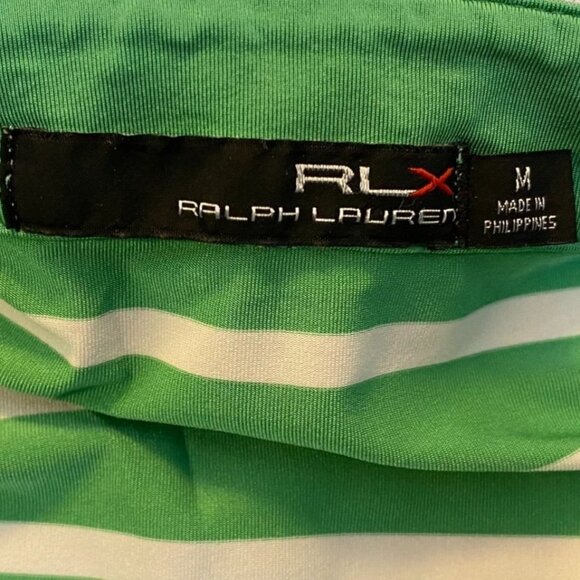 RLX
RALPH LAUREN
M
MADE IN
PHILIPPINES